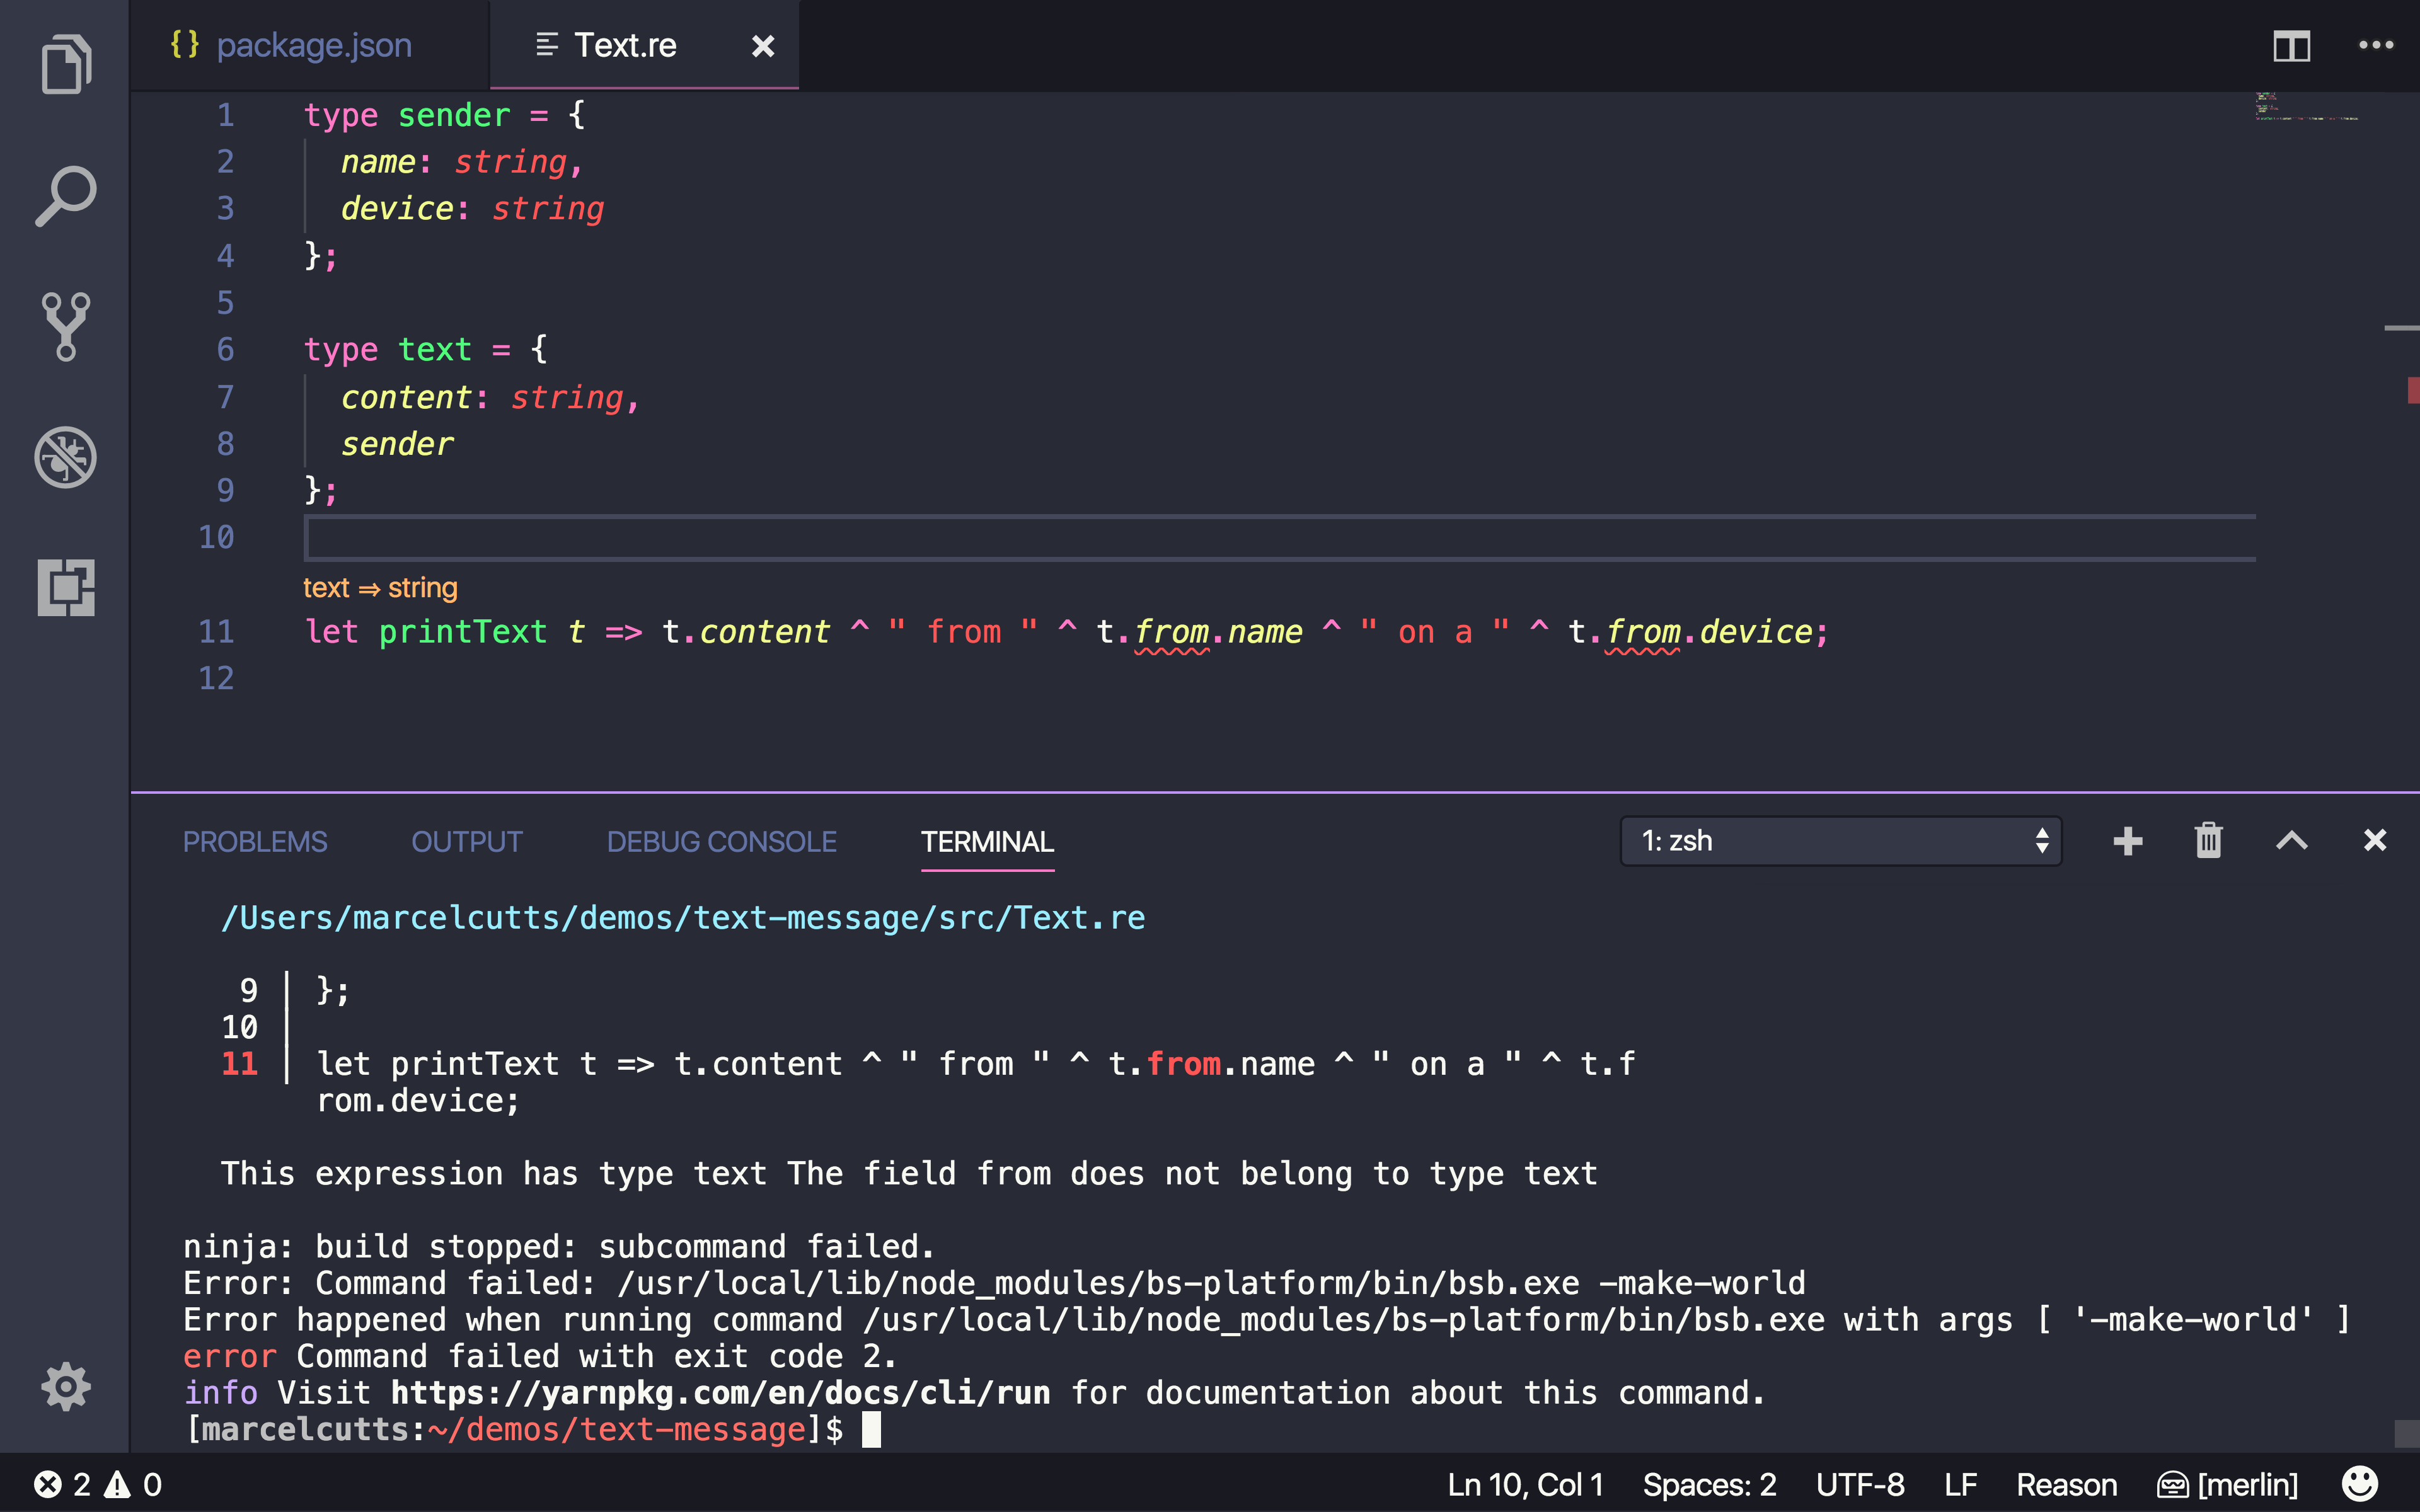 {} package.json Text.re
1 type sender = {
2 name: string,
3 device: string
4 };
5
6 type text = {
7 content: string,
8 sender
9 };
10
text ⇒ string
11 let printText t => t.content ^ " from " ^ t.from.name ^ " on a " ^ t.from.device;
12
PROBLEMS OUTPUT DEBUG CONSOLE TERMINAL 1: zsh
/Users/marcelcutts/demos/text-message/src/Text.re
9 | };
10 |
11 | let printText t => t.content ^ " from " ^ t.from.name ^ " on a " ^ t.f
rom.device;
This expression has type text The field from does not belong to type text
ninja: build stopped: subcommand failed.
Error: Command failed: /usr/local/lib/node_modules/bs-platform/bin/bsb.exe -make-world
Error happened when running command /usr/local/lib/node_modules/bs-platform/bin/bsb.exe with args [ '-make-world' ]
error Command failed with exit code 2.
info Visit https://yarnpkg.com/en/docs/cli/run for documentation about this command.
[marcelcutts:~/demos/text-message]$
2 0 Ln 10, Col 1 Spaces: 2 UTF-8 LF Reason [merlin]